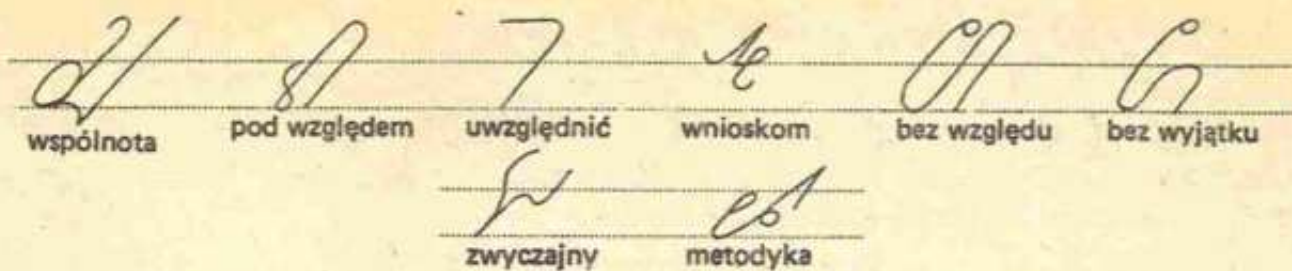 wspólnota pod względem uwzględnić wnioskom bez względu bez wyjątku
zwyczajny metodyka